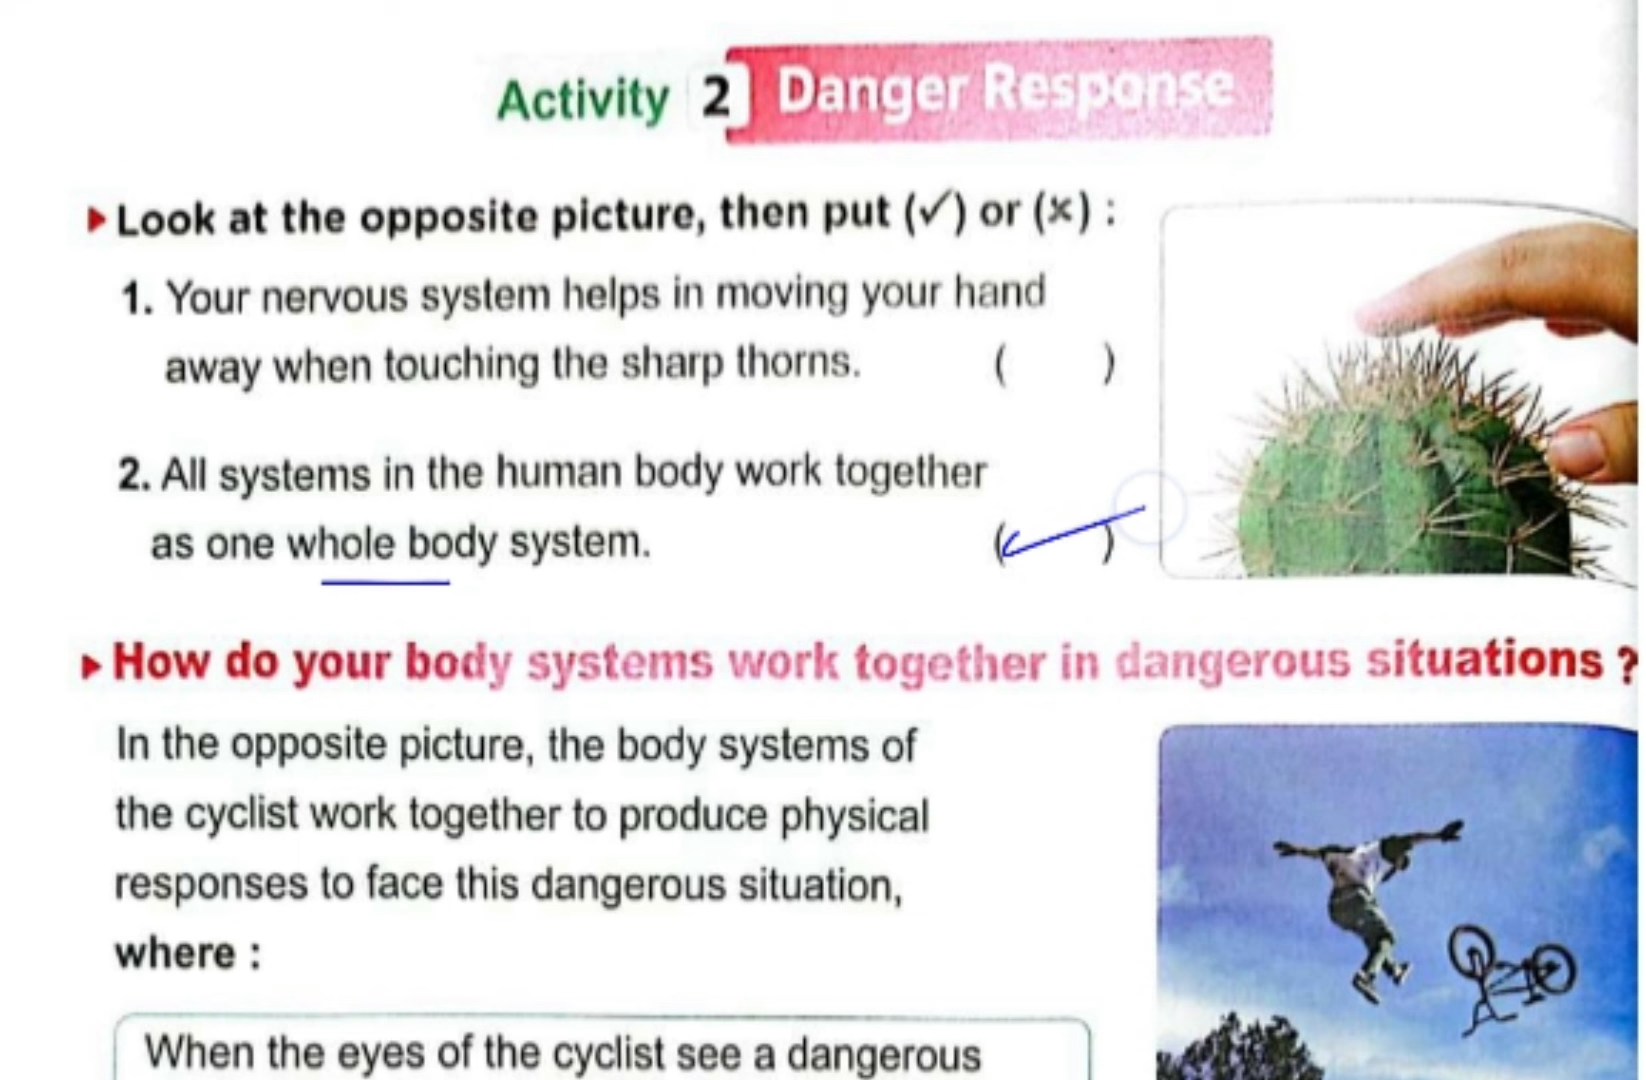 Activity 2 Danger Response
Look at the opposite picture, then put (✓) or (×) :
1. Your nervous system helps in moving your hand
away when touching the sharp thorns. ( )
2. All systems in the human body work together
as one whole body system. (✓)
How do your body systems work together in dangerous situations ?
In the opposite picture, the body systems of
the cyclist work together to produce physical
responses to face this dangerous situation,
where :
When the eyes of the cyclist see a dangerous